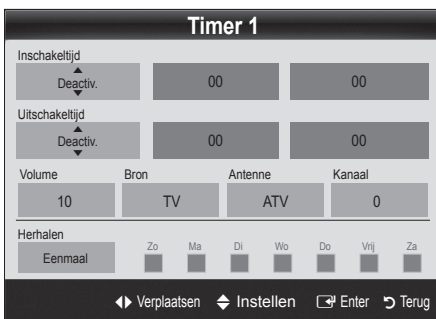 Timer 1
Inschakeltijd
Deactiv. 00 00
Uitschakeltijd
Deactiv. 00 00
Volume Bron Antenne Kanaal
10 TV ATV 0
Herhalen
Zo Ma Di Wo Do Vrij Za
Eenmaal
Verplaatsen Instellen Enter Terug